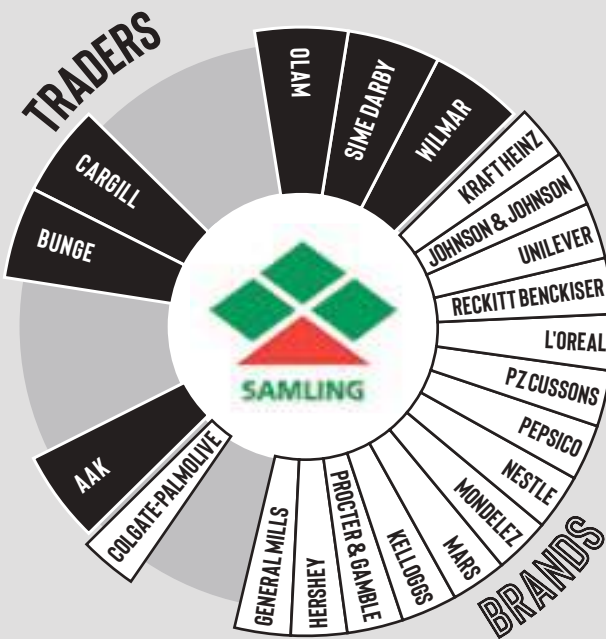 TRADERS
AAK
BUNGE
CARGILL
OLAM
SIME DARBY
WILMAR
KRAFT HEINZ
JOHNSON & JOHNSON
UNILEVER
RECKITT BENCKISER
L'OREAL
PZ CUSSONS
PEPSICO
NESTLE
MONDELEZ
MARS
KELLOGGS
PROCTER & GAMBLE
HERSHEY
GENERAL MILLS
COLGATE-PALMOLIVE
BRANDS
SAMLING